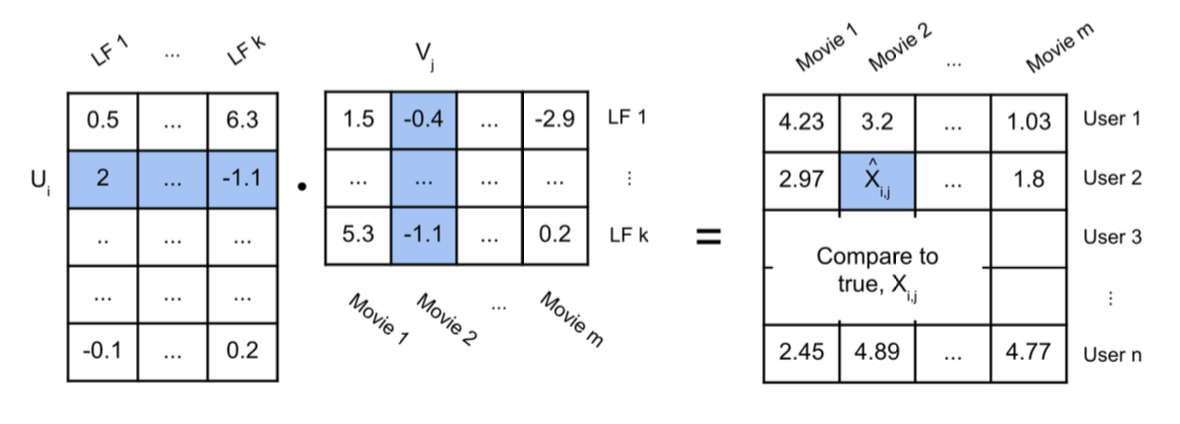 LF 1 ... LF k
V_j
Movie 1 Movie 2 ... Movie m
0.5 ... 6.3
1.5 -0.4 ... -2.9 LF 1
4.23 3.2 ... 1.03 User 1
U_i 2 ... -1.1
... ... ... ... ⋮
2.97 X̂_i,j ... 1.8 User 2
.. ... ...
5.3 -1.1 ... 0.2 LF k
•
=
User 3
Compare to
true, X_i,j
... ... ...
⋮
Movie 1 Movie 2 ... Movie m
-0.1 ... 0.2
2.45 4.89 ... 4.77 User n